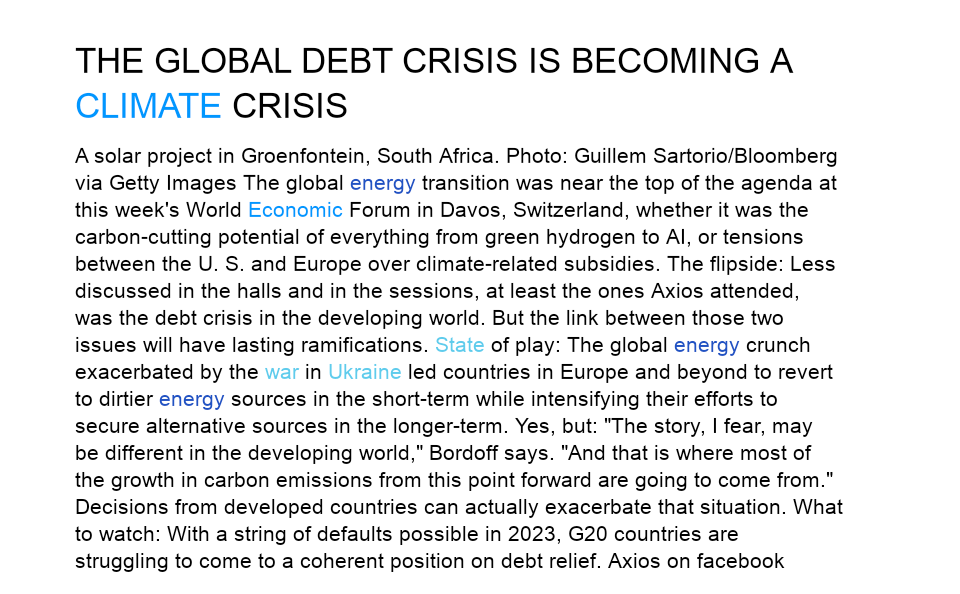 THE GLOBAL DEBT CRISIS IS BECOMING A
CLIMATE CRISIS
A solar project in Groenfontein, South Africa. Photo: Guillem Sartorio/Bloomberg
via Getty Images The global energy transition was near the top of the agenda at
this week's World Economic Forum in Davos, Switzerland, whether it was the
carbon-cutting potential of everything from green hydrogen to AI, or tensions
between the U. S. and Europe over climate-related subsidies. The flipside: Less
discussed in the halls and in the sessions, at least the ones Axios attended,
was the debt crisis in the developing world. But the link between those two
issues will have lasting ramifications. State of play: The global energy crunch
exacerbated by the war in Ukraine led countries in Europe and beyond to revert
to dirtier energy sources in the short-term while intensifying their efforts to
secure alternative sources in the longer-term. Yes, but: "The story, I fear, may
be different in the developing world," Bordoff says. "And that is where most of
the growth in carbon emissions from this point forward are going to come from."
Decisions from developed countries can actually exacerbate that situation. What
to watch: With a string of defaults possible in 2023, G20 countries are
struggling to come to a coherent position on debt relief. Axios on facebook